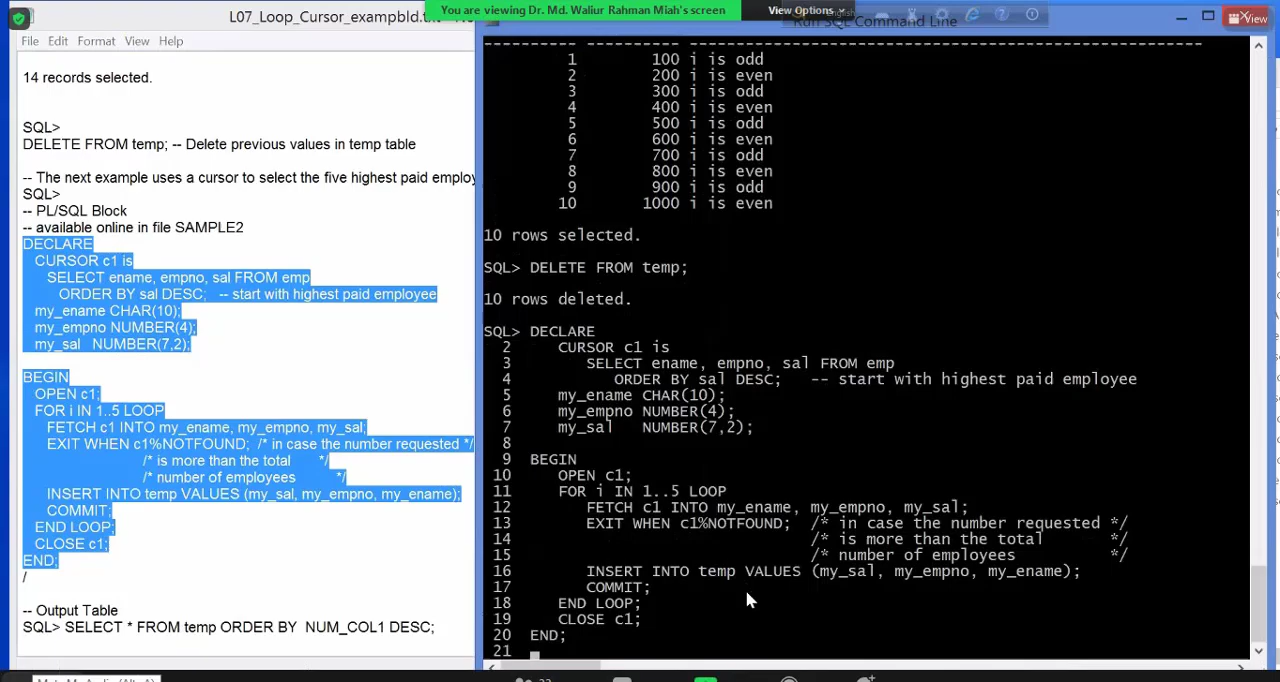 L07_Loop_Cursor_exampbld.txt
You are viewing Dr. Md. Waliur Rahman Miah's screen
View Options
Run SQL Command Line
View
File Edit Format View Help
14 records selected.
SQL>
DELETE FROM temp; -- Delete previous values in temp table
-- The next example uses a cursor to select the five highest paid employ
SQL>
-- PL/SQL Block
-- available online in file SAMPLE2
DECLARE
CURSOR c1 is
SELECT ename, empno, sal FROM emp
ORDER BY sal DESC; -- start with highest paid employee
my_ename CHAR(10);
my_empno NUMBER(4);
my_sal NUMBER(7,2);
BEGIN
OPEN c1;
FOR i IN 1..5 LOOP
FETCH c1 INTO my_ename, my_empno, my_sal;
EXIT WHEN c1%NOTFOUND; /* in case the number requested */
/* is more than the total */
/* number of employees */
INSERT INTO temp VALUES (my_sal, my_empno, my_ename);
COMMIT;
END LOOP;
CLOSE c1;
END;
/
-- Output Table
SQL> SELECT * FROM temp ORDER BY NUM_COL1 DESC;
---------- ---------- -------------------------------------------------------
1 100 i is odd
2 200 i is even
3 300 i is odd
4 400 i is even
5 500 i is odd
6 600 i is even
7 700 i is odd
8 800 i is even
9 900 i is odd
10 1000 i is even
10 rows selected.
SQL> DELETE FROM temp;
10 rows deleted.
SQL> DECLARE
2 CURSOR c1 is
3 SELECT ename, empno, sal FROM emp
4 ORDER BY sal DESC; -- start with highest paid employee
5 my_ename CHAR(10);
6 my_empno NUMBER(4);
7 my_sal NUMBER(7,2);
8
9 BEGIN
10 OPEN c1;
11 FOR i IN 1..5 LOOP
12 FETCH c1 INTO my_ename, my_empno, my_sal;
13 EXIT WHEN c1%NOTFOUND; /* in case the number requested */
14 /* is more than the total */
15 /* number of employees */
16 INSERT INTO temp VALUES (my_sal, my_empno, my_ename);
17 COMMIT;
18 END LOOP;
19 CLOSE c1;
20 END;
21